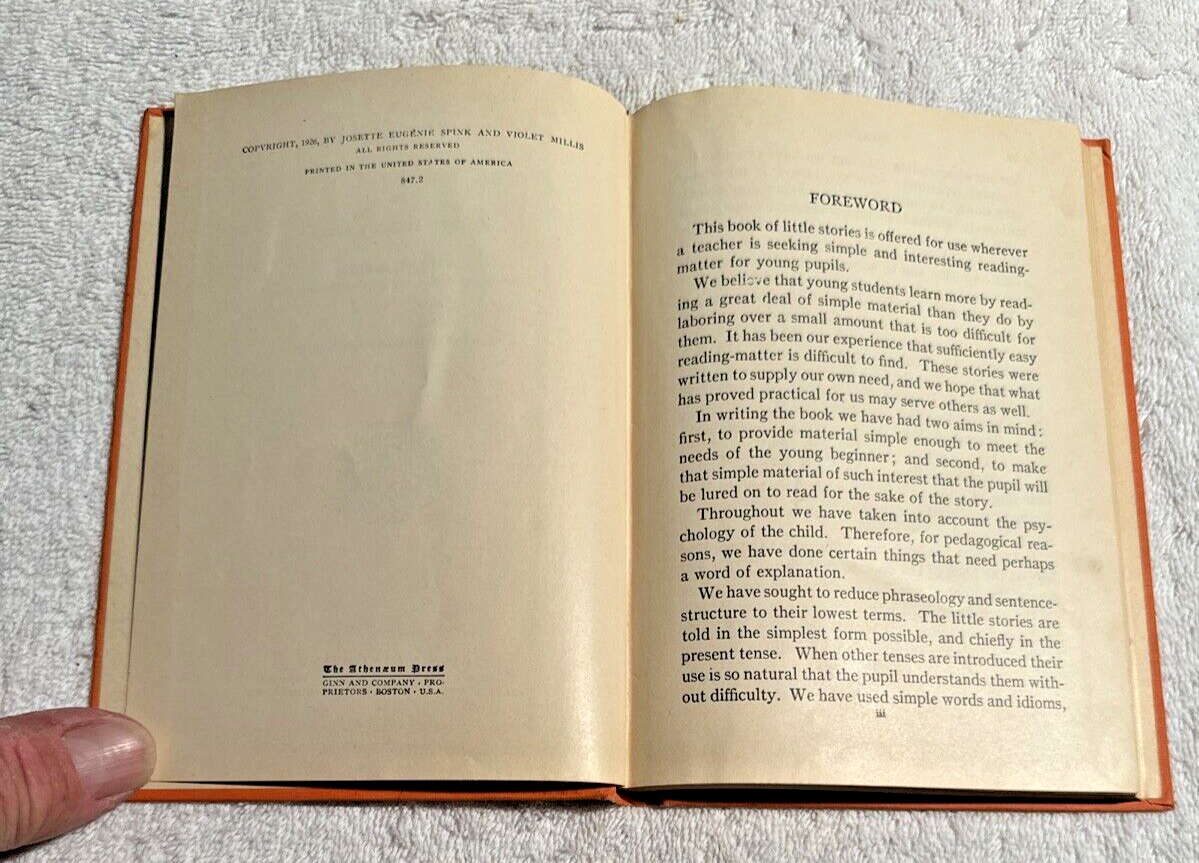 COPYRIGHT, 1926, BY JOSETTE EUGÉNIE SPINK AND VIOLET MILLIS
ALL RIGHTS RESERVED
PRINTED IN THE UNITED STATES OF AMERICA
847.2
The Athenæum Press
GINN AND COMPANY · PRO-
PRIETORS · BOSTON · U.S.A.
FOREWORD
This book of little stories is offered for use wherever
a teacher is seeking simple and interesting reading-
matter for young pupils.
We believe that young students learn more by read-
ing a great deal of simple material than they do by
laboring over a small amount that is too difficult for
them. It has been our experience that sufficiently easy
reading-matter is difficult to find. These stories were
written to supply our own need, and we hope that what
has proved practical for us may serve others as well.
In writing the book we have had two aims in mind:
first, to provide material simple enough to meet the
needs of the young beginner; and second, to make
that simple material of such interest that the pupil will
be lured on to read for the sake of the story.
Throughout we have taken into account the psy-
chology of the child. Therefore, for pedagogical rea-
sons, we have done certain things that need perhaps
a word of explanation.
We have sought to reduce phraseology and sentence-
structure to their lowest terms. The little stories are
told in the simplest form possible, and chiefly in the
present tense. When other tenses are introduced their
use is so natural that the pupil understands them with-
out difficulty. We have used simple words and idioms,
iii